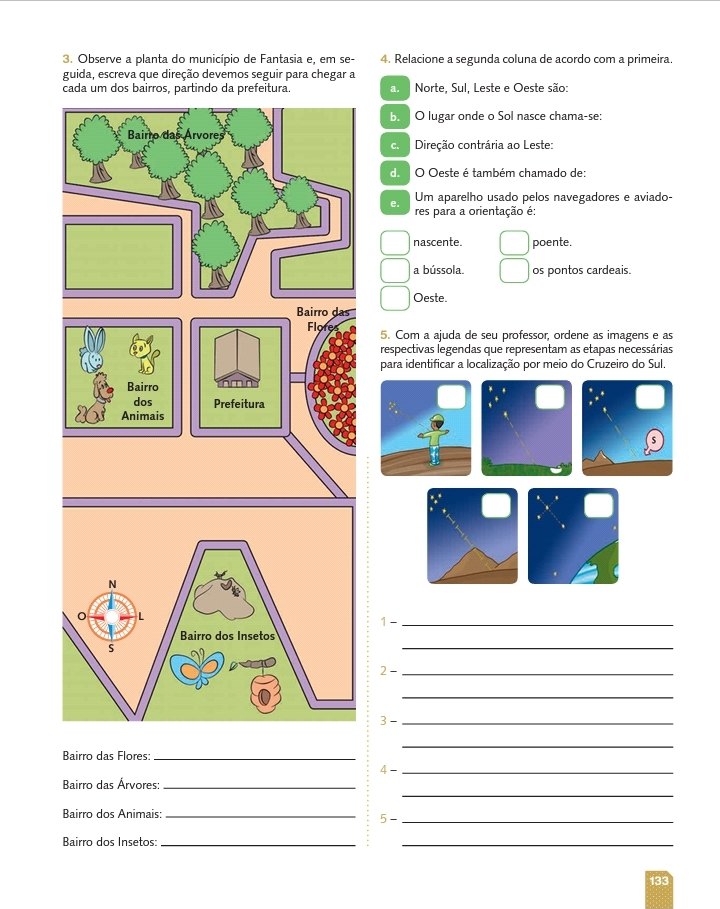 3. Observe a planta do município de Fantasia e, em se-
guida, escreva que direção devemos seguir para chegar a
cada um dos bairros, partindo da prefeitura.
Bairro das Árvores
Bairro das
Flores
Bairro
dos
Animais
Prefeitura
N
O
L
S
Bairro dos Insetos
Bairro das Flores:
Bairro das Árvores:
Bairro dos Animais:
Bairro dos Insetos:
4. Relacione a segunda coluna de acordo com a primeira.
a. Norte, Sul, Leste e Oeste são:
b. O lugar onde o Sol nasce chama-se:
c. Direção contrária ao Leste:
d. O Oeste é também chamado de:
e. Um aparelho usado pelos navegadores e aviado-
res para a orientação é:
nascente. poente.
a bússola. os pontos cardeais.
Oeste.
5. Com a ajuda de seu professor, ordene as imagens e as
respectivas legendas que representam as etapas necessárias
para identificar a localização por meio do Cruzeiro do Sul.
S
1 –
2 –
3 –
4 –
5 –
133